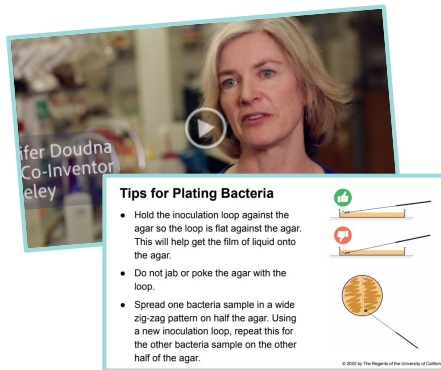 ifer Doudna
Co-Inventor
eley
Tips for Plating Bacteria
● Hold the inoculation loop against the
agar so the loop is flat against the agar.
This will help get the film of liquid onto
the agar.
● Do not jab or poke the agar with the
loop.
● Spread one bacteria sample in a wide
zig-zag pattern on half the agar. Using
a new inoculation loop, repeat this for
the other bacteria sample on the other
half of the agar.
© 2020 by The Regents of the University of Californ